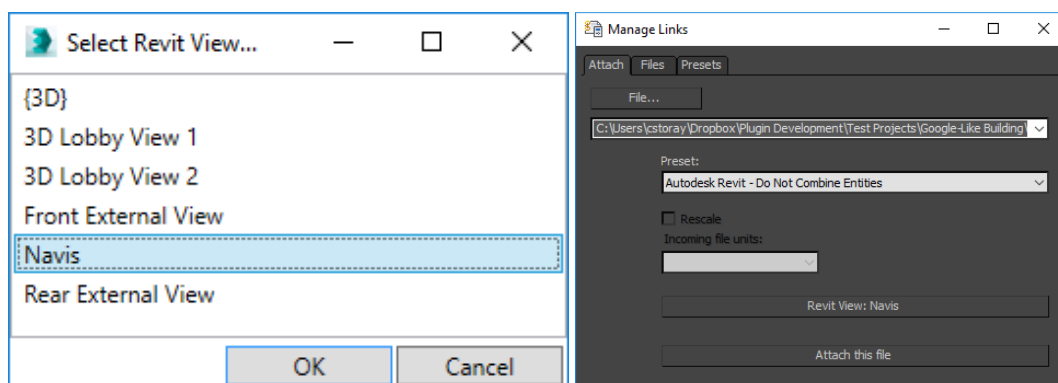 Select Revit View...
{3D}
3D Lobby View 1
3D Lobby View 2
Front External View
Navis
Rear External View
OK
Cancel
Manage Links
Attach
Files
Presets
File...
C:\Users\cstoray\Dropbox\Plugin Development\Test Projects\Google-Like Building\
Preset:
Autodesk Revit - Do Not Combine Entities
Rescale
Incoming file units:
Revit View: Navis
Attach this file